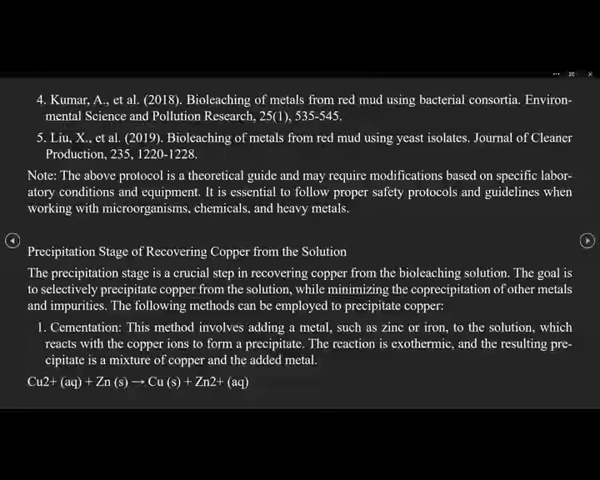 4. Kumar, A., et al. (2018). Bioleaching of metals from red mud using bacterial consortia. Environ-
mental Science and Pollution Research, 25(1), 535-545.
5. Liu, X., et al. (2019). Bioleaching of metals from red mud using yeast isolates. Journal of Cleaner
Production, 235, 1220-1228.
Note: The above protocol is a theoretical guide and may require modifications based on specific labor-
atory conditions and equipment. It is essential to follow proper safety protocols and guidelines when
working with microorganisms, chemicals, and heavy metals.
Precipitation Stage of Recovering Copper from the Solution
The precipitation stage is a crucial step in recovering copper from the bioleaching solution. The goal is
to selectively precipitate copper from the solution, while minimizing the coprecipitation of other metals
and impurities. The following methods can be employed to precipitate copper:
1. Cementation: This method involves adding a metal, such as zinc or iron, to the solution, which
reacts with the copper ions to form a precipitate. The reaction is exothermic, and the resulting pre-
cipitate is a mixture of copper and the added metal.
Cu2+ (aq) + Zn (s) → Cu (s) + Zn2+ (aq)